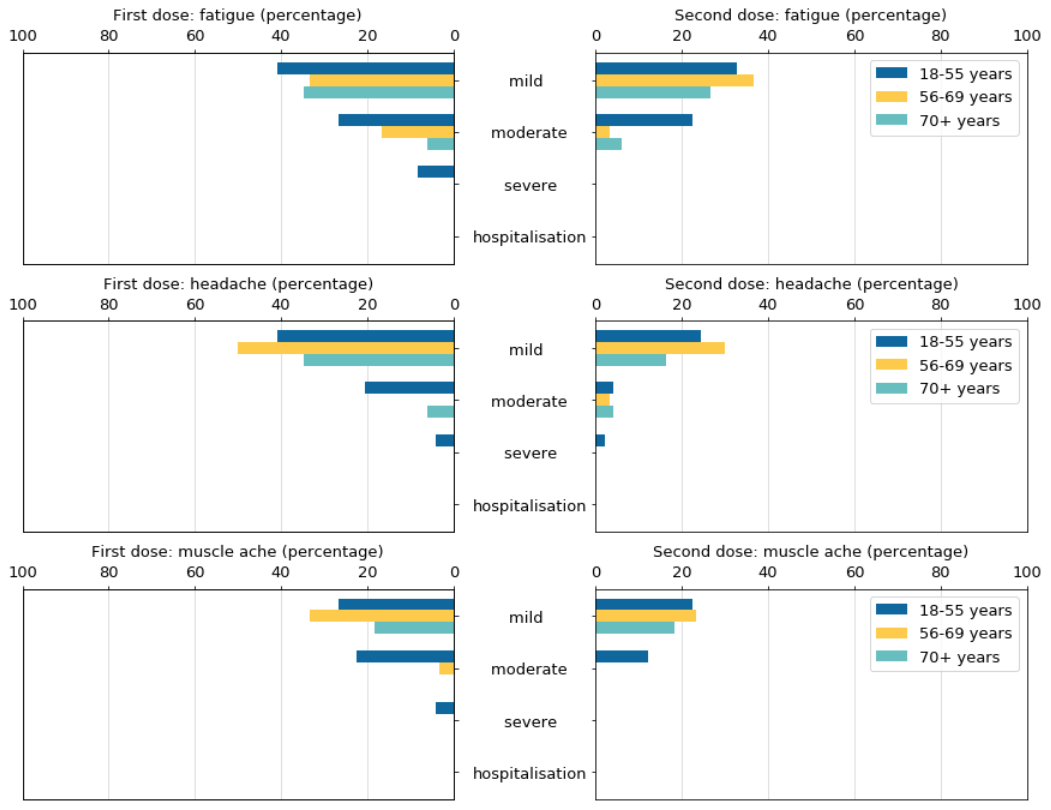 First dose: fatigue (percentage)
Second dose: fatigue (percentage)
100 80 60 40 20 0
0 20 40 60 80 100
mild
moderate
severe
hospitalisation
18-55 years
56-69 years
70+ years
First dose: headache (percentage)
Second dose: headache (percentage)
100 80 60 40 20 0
0 20 40 60 80 100
mild
moderate
severe
hospitalisation
18-55 years
56-69 years
70+ years
First dose: muscle ache (percentage)
Second dose: muscle ache (percentage)
100 80 60 40 20 0
0 20 40 60 80 100
mild
moderate
severe
hospitalisation
18-55 years
56-69 years
70+ years